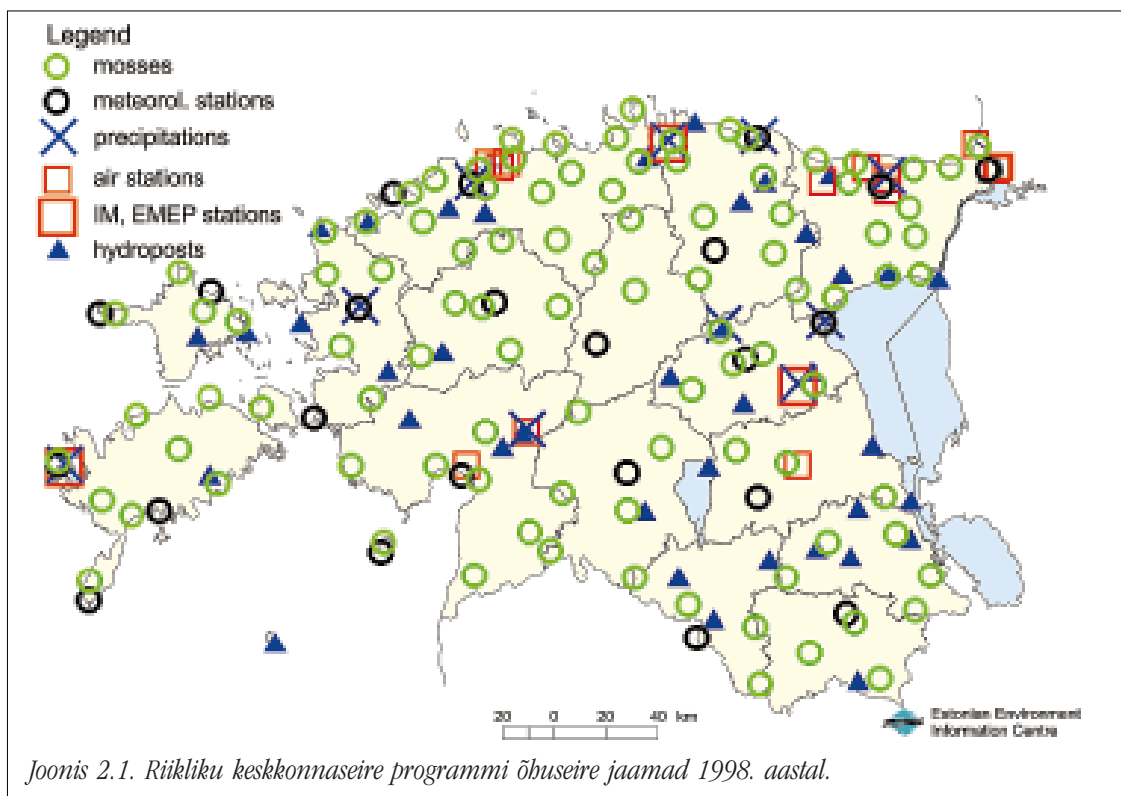 Legend
mosses
meteorol. stations
precipitations
air stations
IM, EMEP stations
hydroposts
20 0 20 40 km
Estonian Environment
Information Centre
Joonis 2.1. Riikliku keskkonnaseire programmi õhuseire jaamad 1998. aastal.